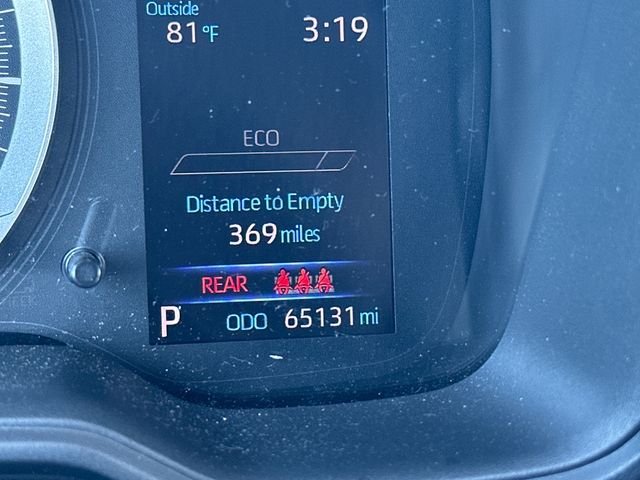 Outside
81°F 3:19
ECO
Distance to Empty
369 miles
REAR
P ODO 65131 mi